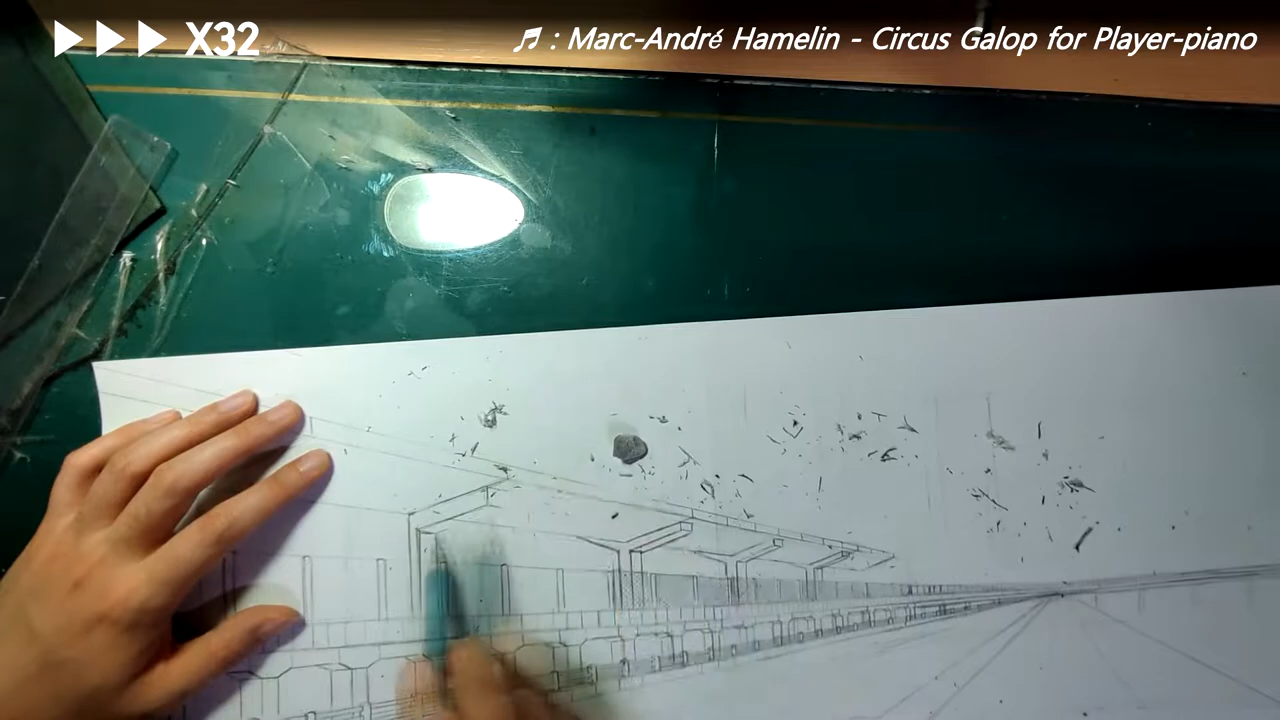 ▶▶▶ X32
♬ : Marc-André Hamelin - Circus Galop for Player-piano